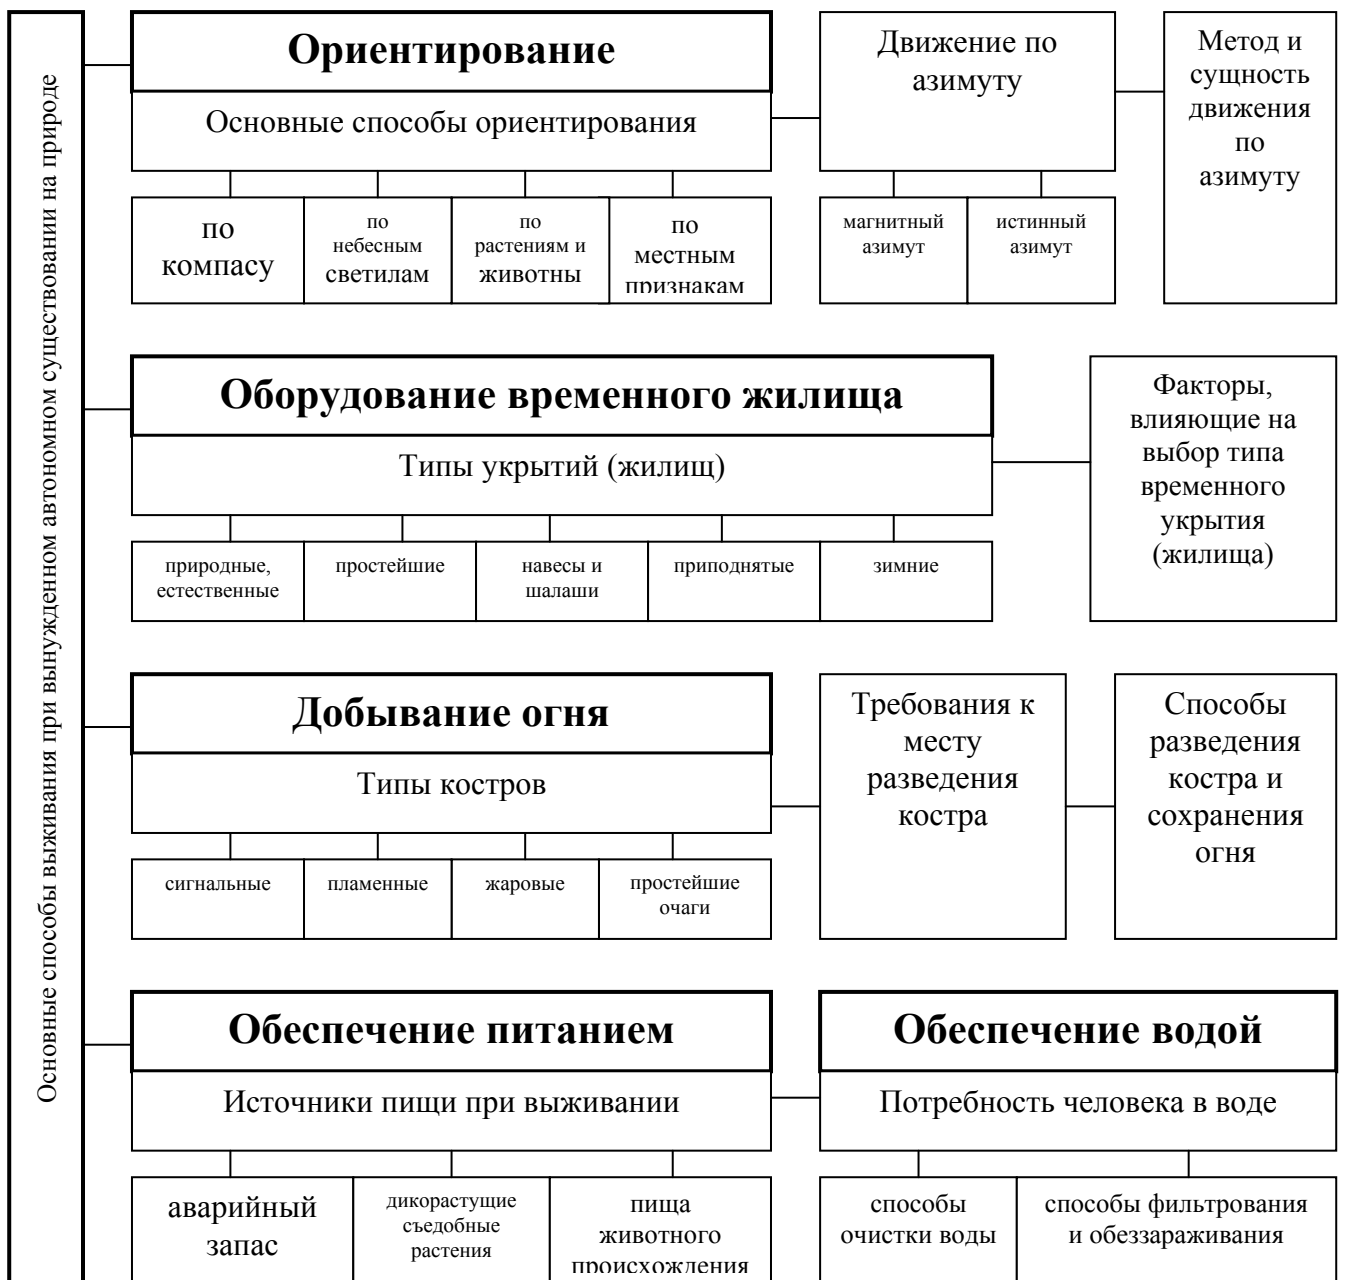 Основные способы выживания при вынужденном автономном существовании на природе
Ориентирование
Основные способы ориентирования
по
компасу
по
небесным
светилам
по
растениям и
животны
по
местным
признакам
Движение по
азимуту
магнитный
азимут
истинный
азимут
Метод и
сущность
движения
по
азимуту
Оборудование временного жилища
Типы укрытий (жилищ)
природные,
естественные
простейшие
навесы и
шалаши
приподнятые
зимние
Факторы,
влияющие на
выбор типа
временного
укрытия
(жилища)
Добывание огня
Типы костров
сигнальные
пламенные
жаровые
простейшие
очаги
Требования к
месту
разведения
костра
Способы
разведения
костра и
сохранения
огня
Обеспечение питанием
Источники пищи при выживании
аварийный
запас
дикорастущие
съедобные
растения
пища
животного
происхождения
Обеспечение водой
Потребность человека в воде
способы
очистки воды
способы фильтрования
и обеззараживания